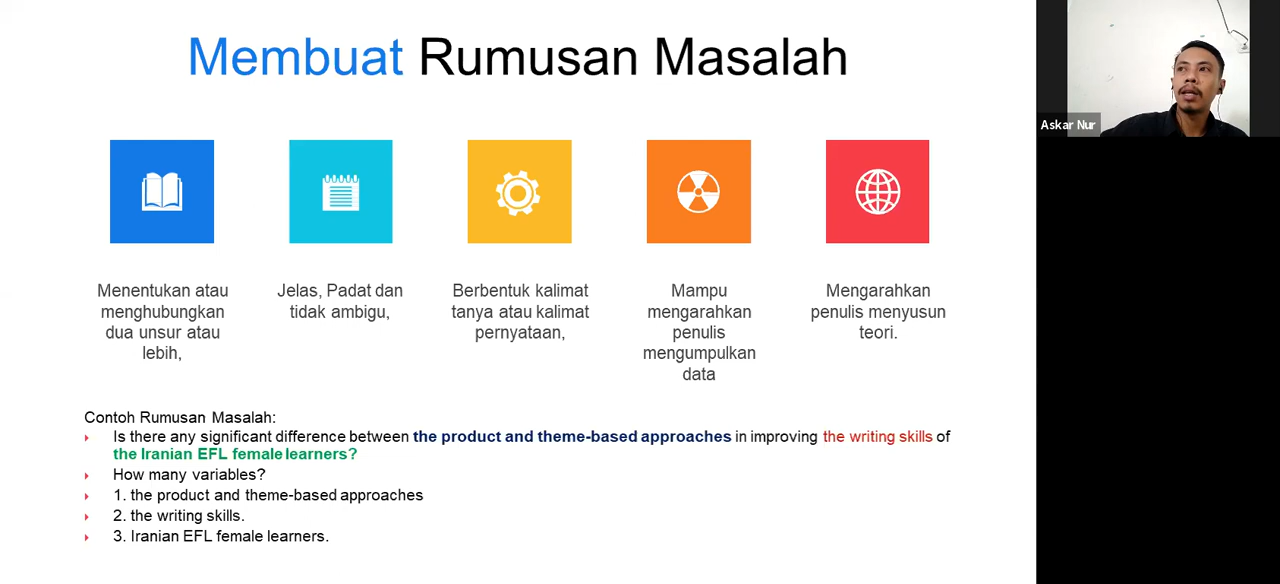 Membuat Rumusan Masalah
Askar Nur
Menentukan atau
menghubungkan
dua unsur atau
lebih,
Jelas, Padat dan
tidak ambigu,
Berbentuk kalimat
tanya atau kalimat
pernyataan,
Mampu
mengarahkan
penulis
mengumpulkan
data
Mengarahkan
penulis menyusun
teori.
Contoh Rumusan Masalah:
Is there any significant difference between the product and theme-based approaches in improving the writing skills of
the Iranian EFL female learners?
How many variables?
1. the product and theme-based approaches
2. the writing skills.
3. Iranian EFL female learners.